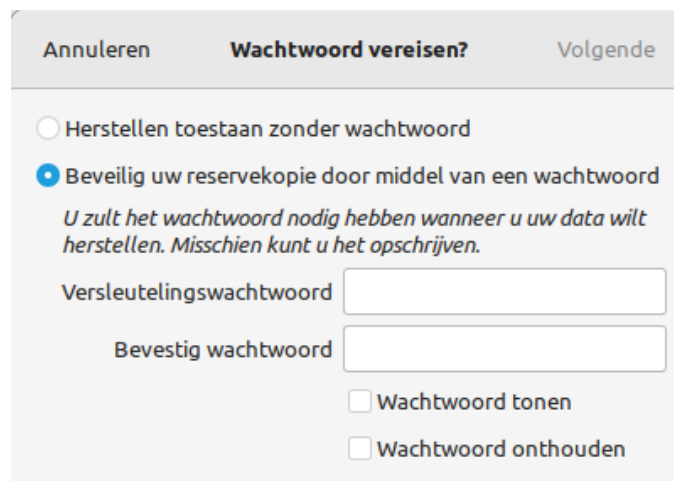 Annuleren Wachtwoord vereisen? Volgende
Herstellen toestaan zonder wachtwoord
Beveilig uw reservekopie door middel van een wachtwoord
U zult het wachtwoord nodig hebben wanneer u uw data wilt
herstellen. Misschien kunt u het opschrijven.
Versleutelingswachtwoord
Bevestig wachtwoord
Wachtwoord tonen
Wachtwoord onthouden